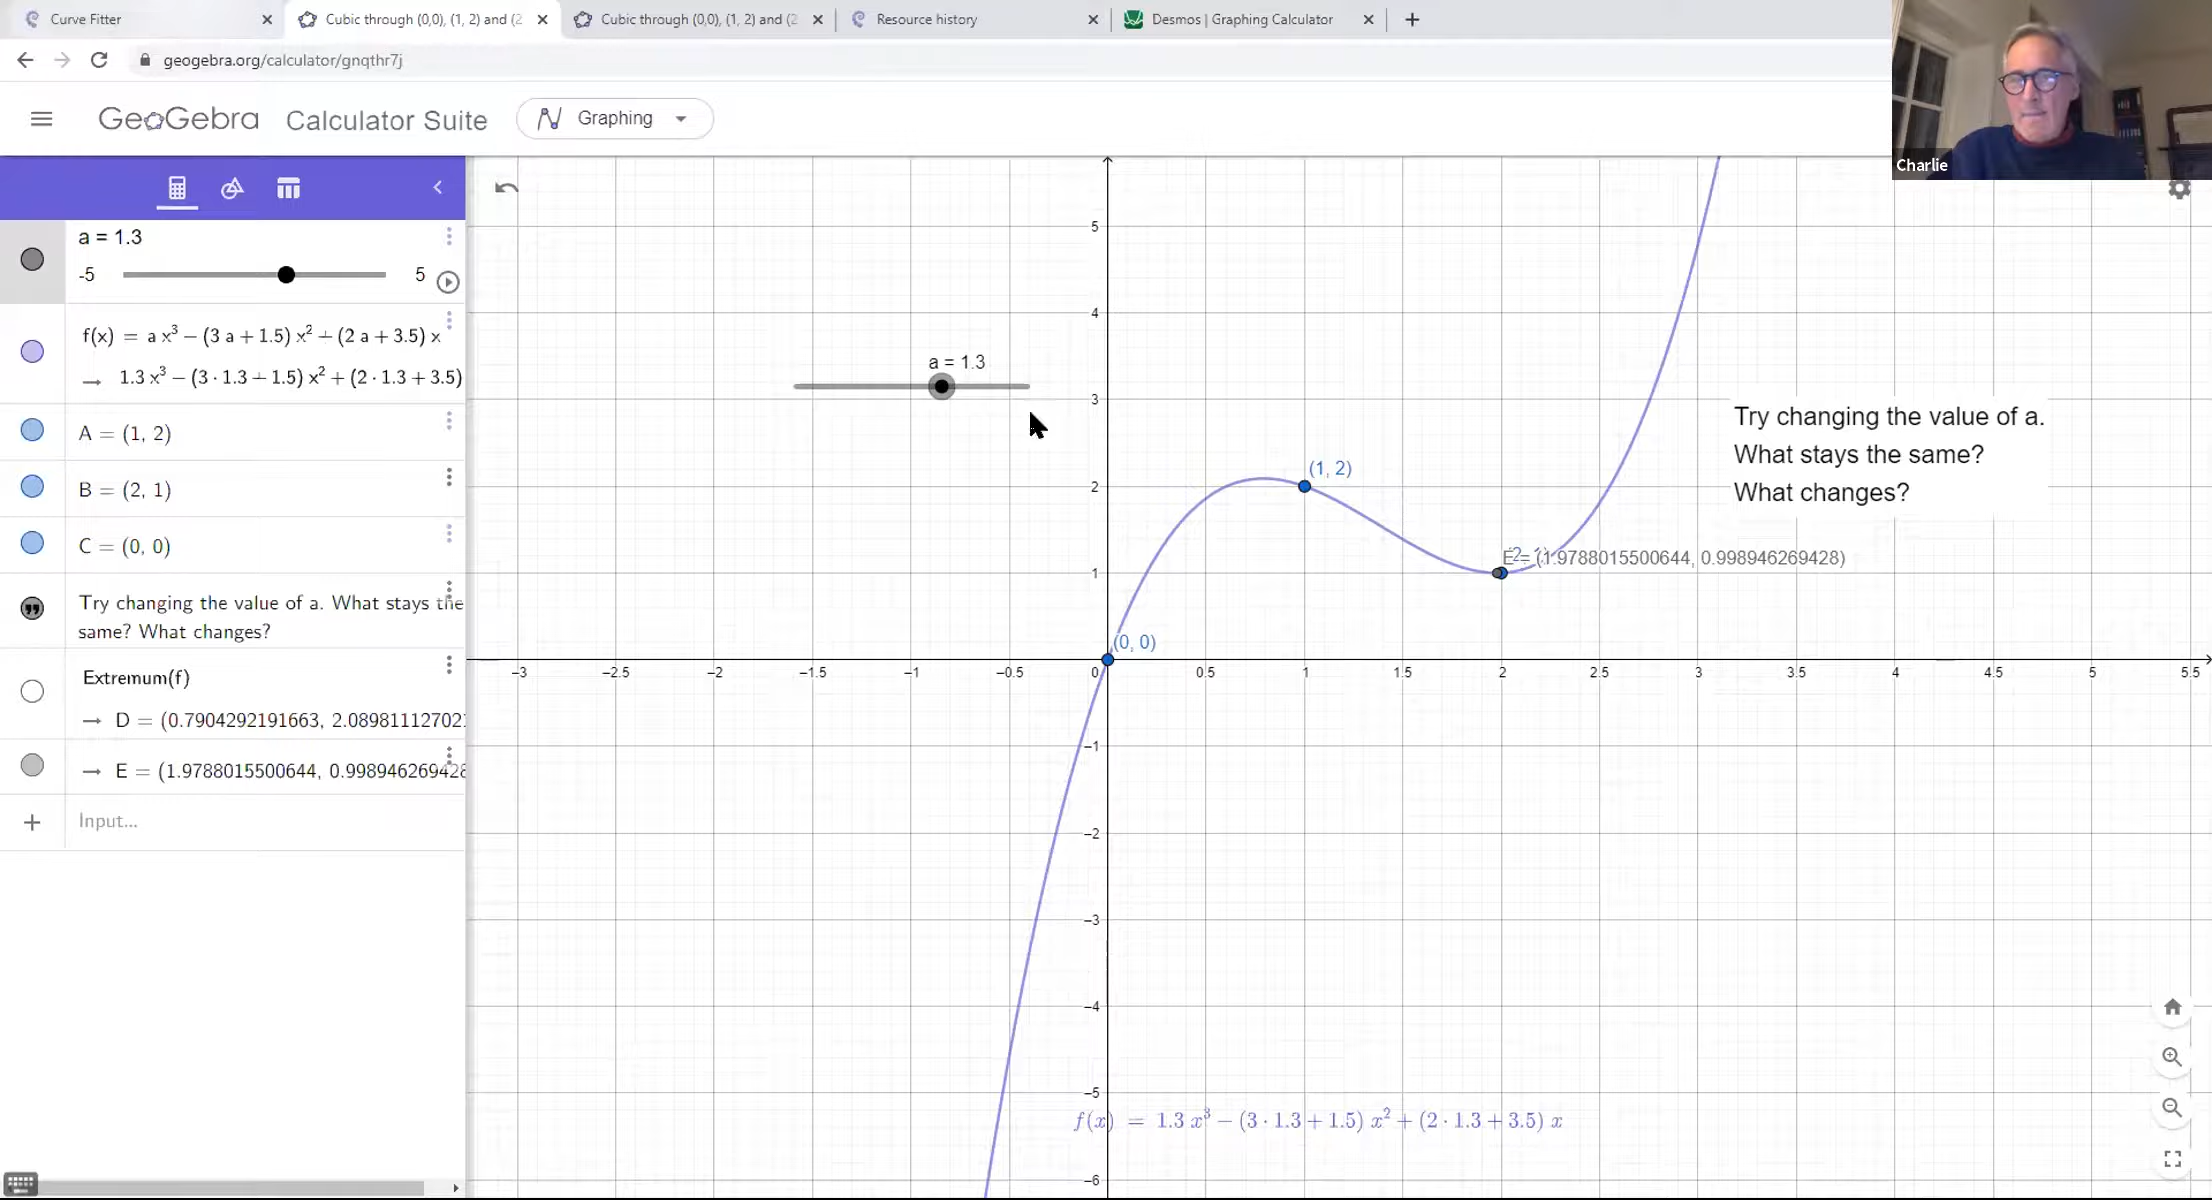 Curve Fitter
Cubic through (0,0), (1, 2) and (2
Cubic through (0,0), (1, 2) and (2
Resource history
Desmos | Graphing Calculator
geogebra.org/calculator/gnqthr7j
GeoGebra Calculator Suite Graphing
Charlie
a = 1.3
-5 5
f(x) = a x³ − (3 a + 1.5) x² + (2 a + 3.5) x
→ 1.3 x³ − (3 · 1.3 + 1.5) x² + (2 · 1.3 + 3.5)
A = (1, 2)
B = (2, 1)
C = (0, 0)
Try changing the value of a. What stays the
same? What changes?
Extremum(f)
→ D = (0.7904292191663, 2.08981112702
→ E = (1.9788015500644, 0.998946269428
Input...
a = 1.3
Try changing the value of a.
What stays the same?
What changes?
(1, 2)
E = (1.9788015500644, 0.998946269428)
(0, 0)
5
4
3
2
1
−3 −2.5 −2 −1.5 −1 −0.5 0 0.5 1 1.5 2 2.5 3 3.5 4 4.5 5 5.5
−1
−2
−3
−4
−5
−6
f(x) = 1.3 x³ − (3 · 1.3 + 1.5) x² + (2 · 1.3 + 3.5) x